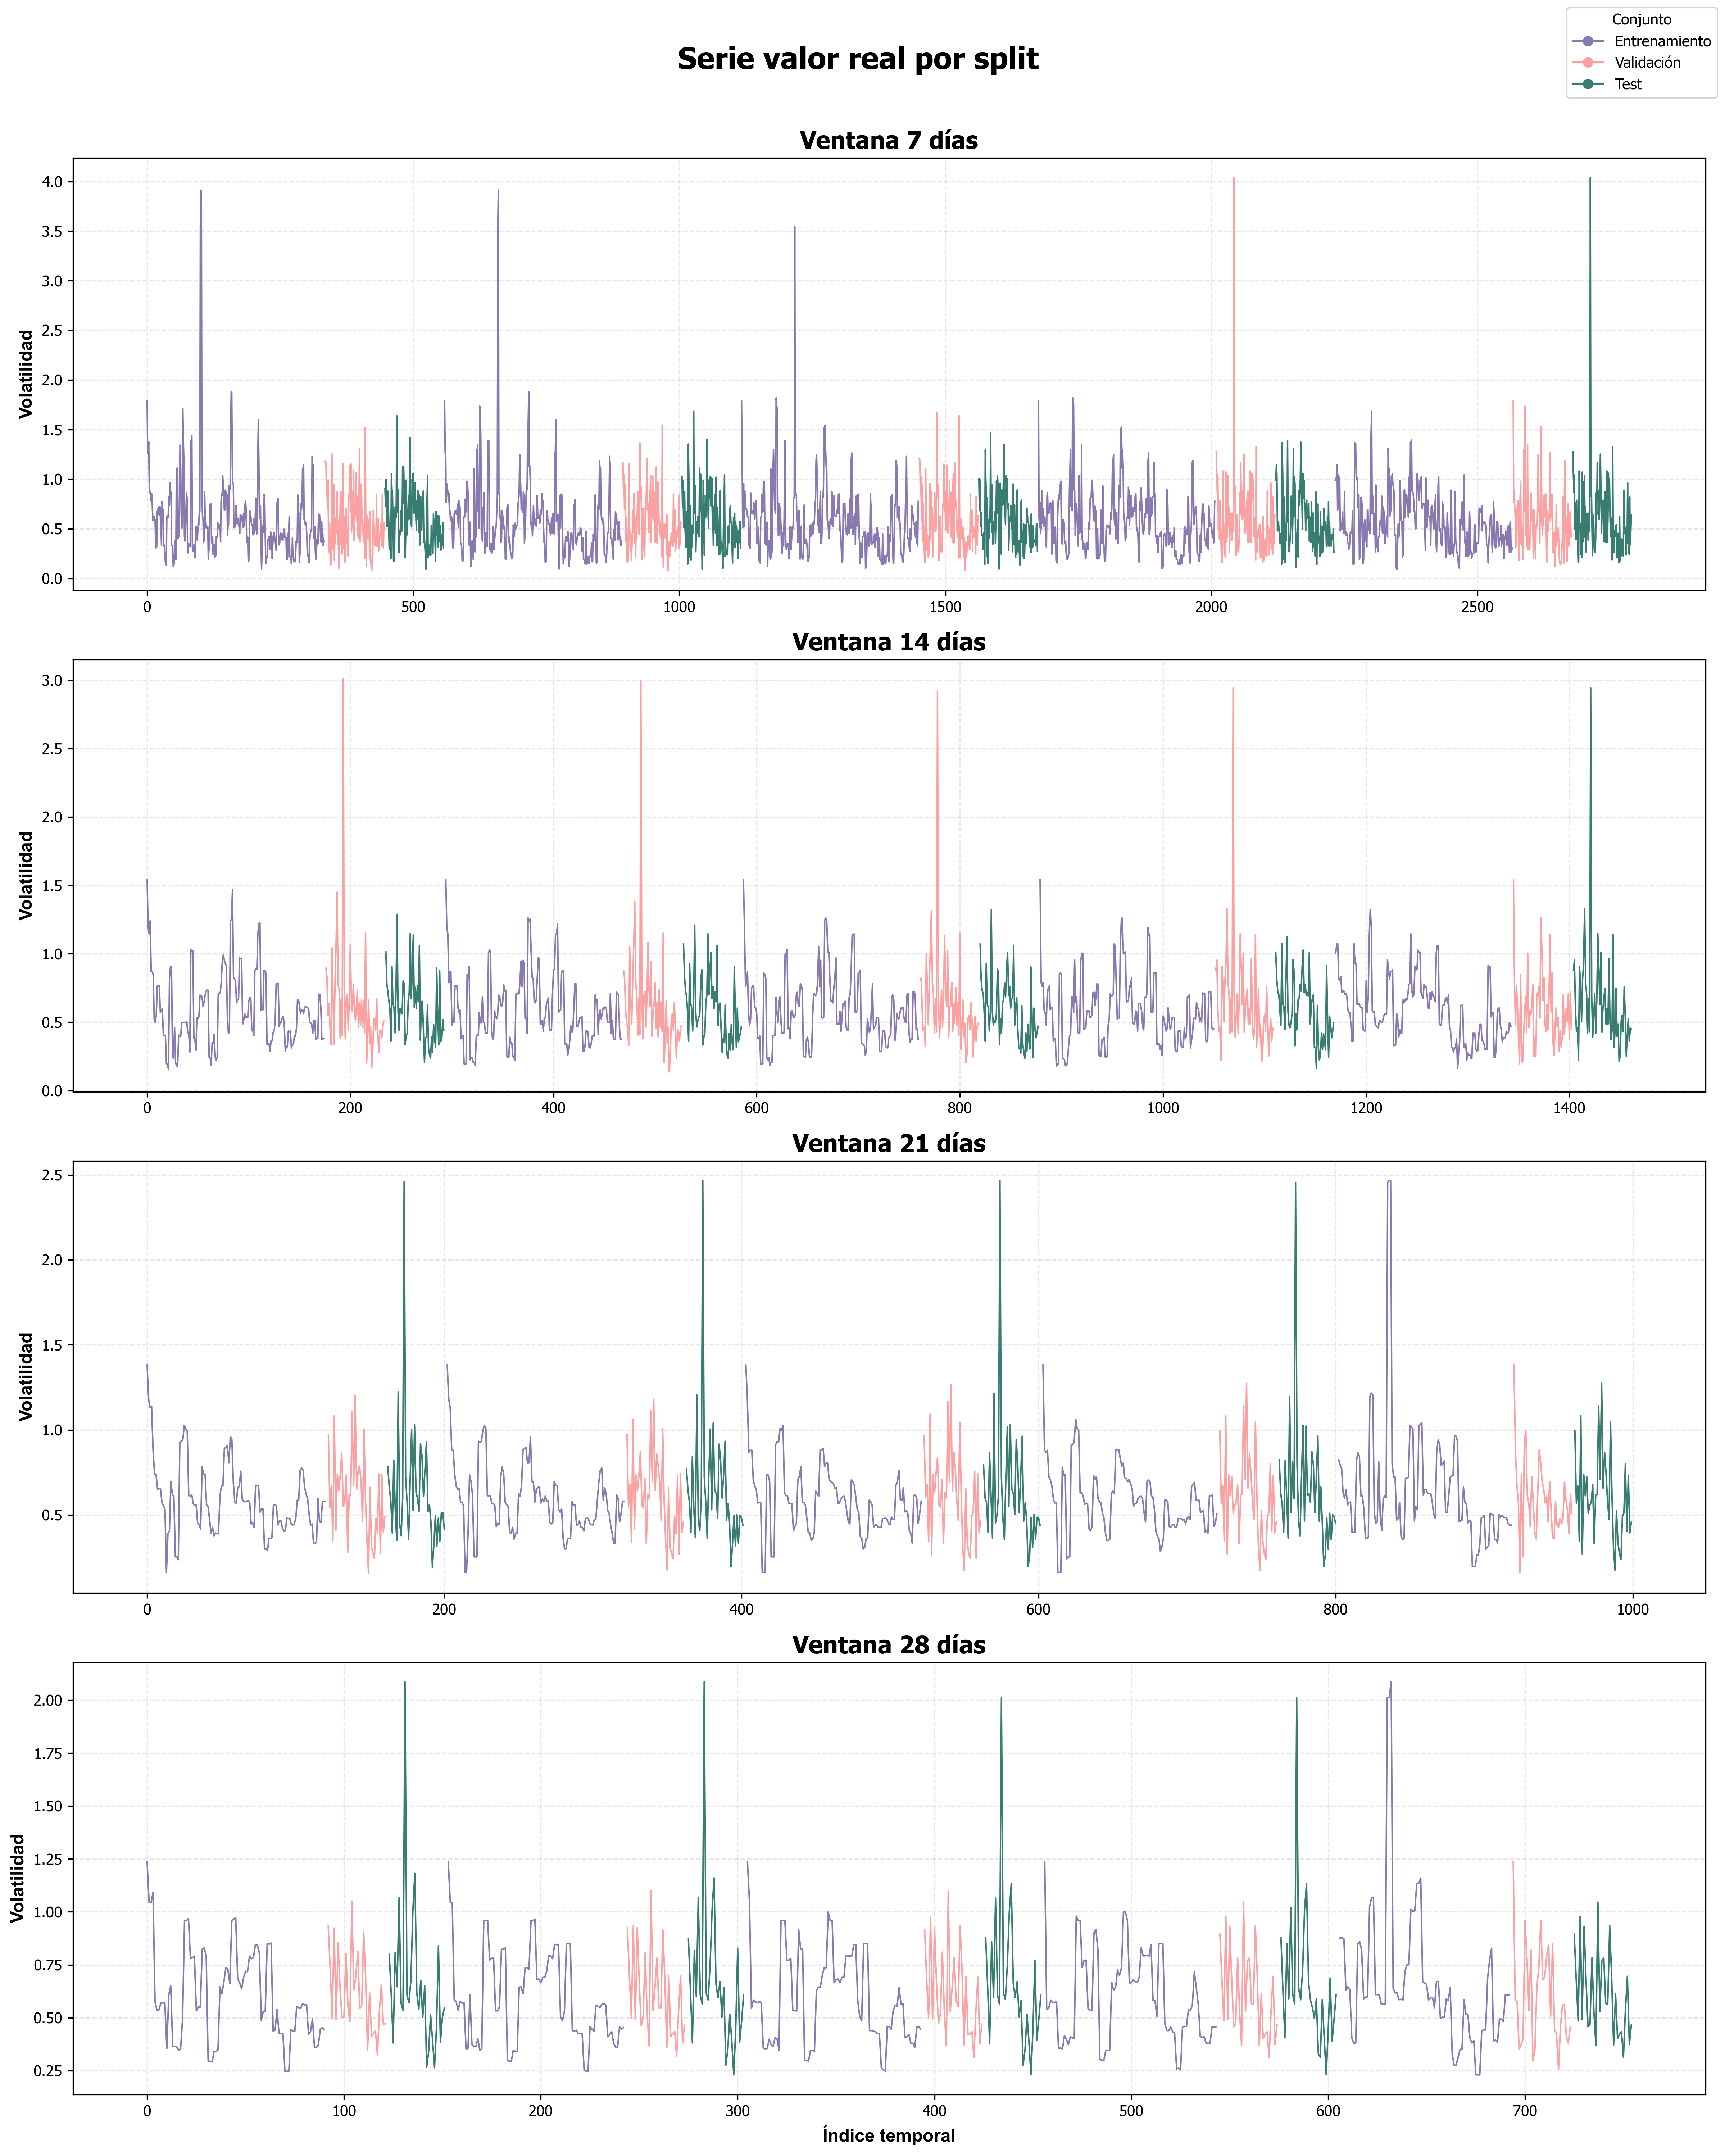 Conjunto
Entrenamiento
Validación
Test
Serie valor real por split
Ventana 7 días
Volatilidad
4.0
3.5
3.0
2.5
2.0
1.5
1.0
0.5
0.0
0 500 1000 1500 2000 2500
Ventana 14 días
Volatilidad
3.0
2.5
2.0
1.5
1.0
0.5
0.0
0 200 400 600 800 1000 1200 1400
Ventana 21 días
Volatilidad
2.5
2.0
1.5
1.0
0.5
0 200 400 600 800 1000
Ventana 28 días
Volatilidad
2.00
1.75
1.50
1.25
1.00
0.75
0.50
0.25
0 100 200 300 400 500 600 700
Índice temporal